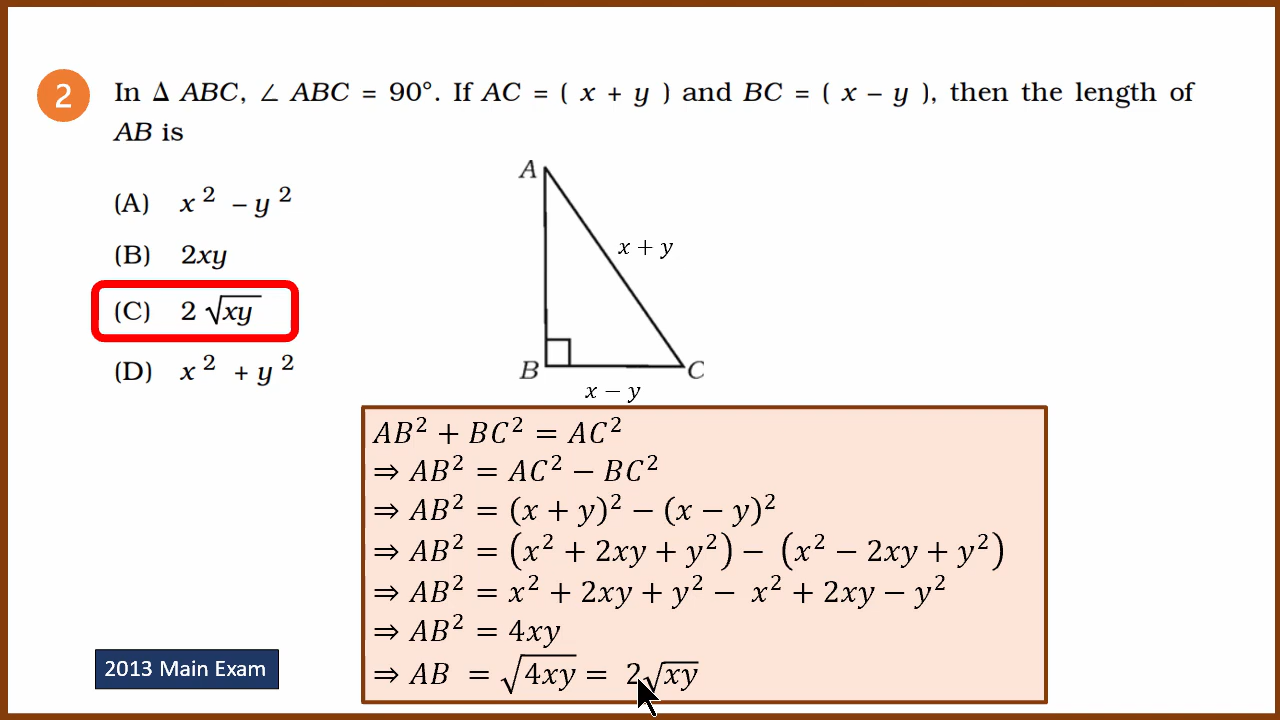 2
In Δ ABC, ∠ ABC = 90°. If AC = ( x + y ) and BC = ( x – y ), then the length of
AB is
(A) x² – y²
(B) 2xy
(C) 2 √xy
(D) x² + y²
A
x + y
B
C
x − y
AB² + BC² = AC²
⇒ AB² = AC² − BC²
⇒ AB² = (x + y)² − (x − y)²
⇒ AB² = (x² + 2xy + y²) − (x² − 2xy + y²)
⇒ AB² = x² + 2xy + y² − x² + 2xy − y²
⇒ AB² = 4xy
⇒ AB = √4xy = 2√xy
2013 Main Exam